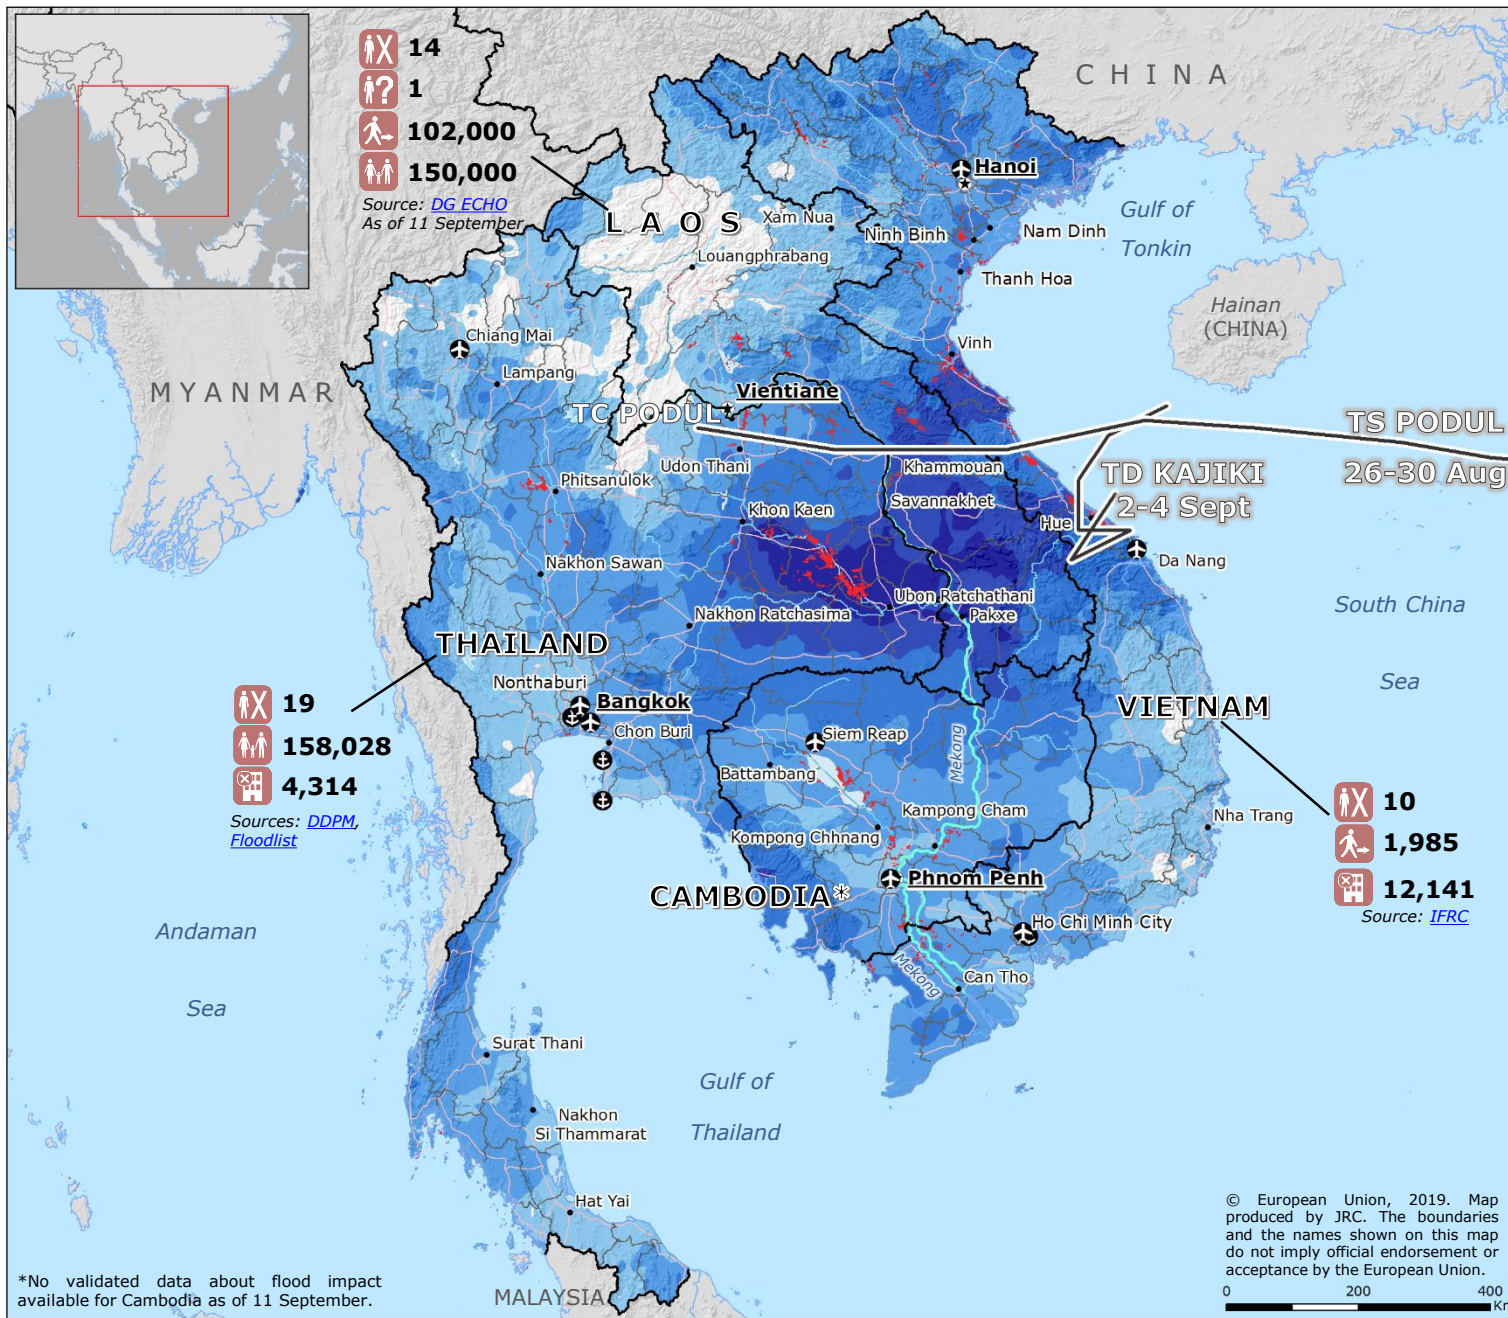 14
1
102,000
150,000
Source: DG ECHO
As of 11 September
CHINA
Hanoi
LAOS
Xam Nua
Ninh Binh
Nam Dinh
Gulf of
Tonkin
Louangphrabang
Thanh Hoa
Hainan
(CHINA)
Chiang Mai
Vinh
MYANMAR
Lampang
Vientiane
TC PODUL
TS PODUL
26-30 Aug
Udon Thani
Khammouan
TD KAJIKI
2-4 Sept
Phitsanulok
Savannakhet
Khon Kaen
Hue
Da Nang
Nakhon Sawan
Ubon Ratchathani
South China
Sea
Nakhon Ratchasima
Pakxe
THAILAND
Nonthaburi
Bangkok
19
158,028
4,314
Sources: DDPM,
Floodlist
Chon Buri
Siem Reap
Mekong
VIETNAM
Battambang
Kampong Cham
Kompong Chhnang
Nha Trang
10
1,985
12,141
Source: IFRC
Phnom Penh
CAMBODIA*
Ho Chi Minh City
Andaman
Sea
Mekong
Can Tho
Surat Thani
Gulf of
Thailand
Nakhon
Si Thammarat
Hat Yai
MALAYSIA
*No validated data about flood impact
available for Cambodia as of 11 September.
© European Union, 2019. Map
produced by JRC. The boundaries
and the names shown on this map
do not imply official endorsement or
acceptance by the European Union.
0 200 400
Km